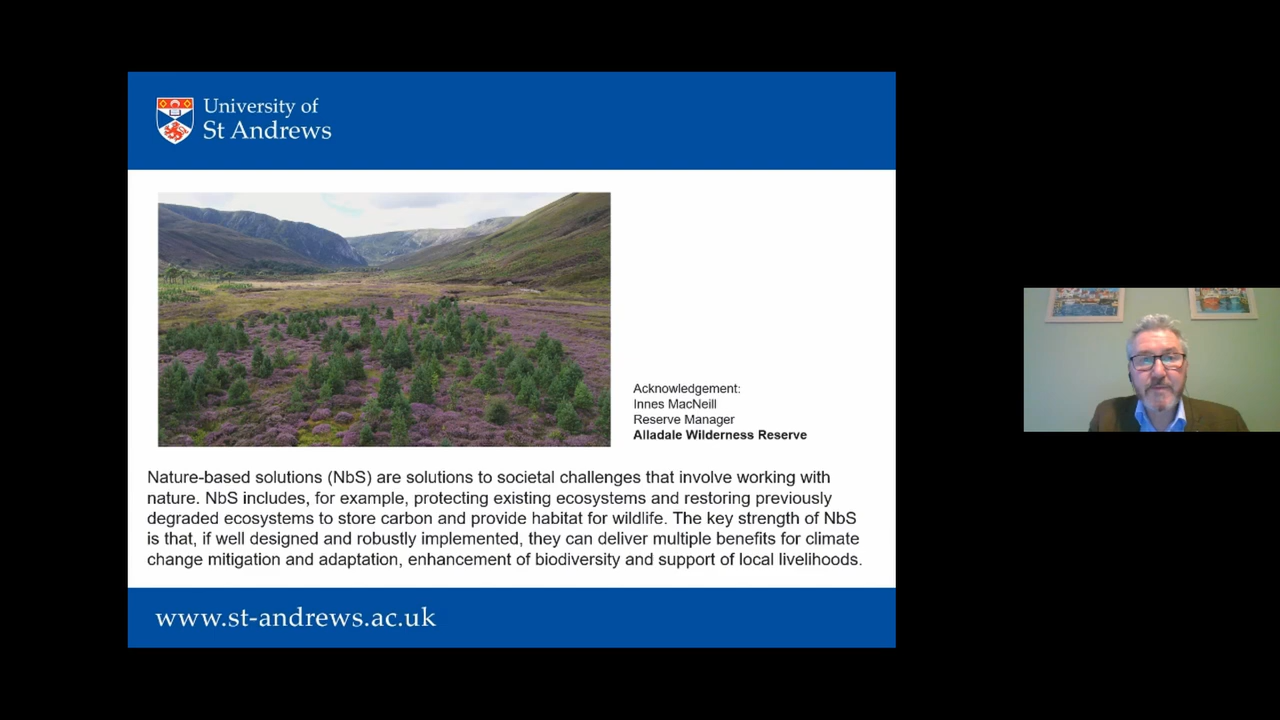 University of
St Andrews
Acknowledgement:
Innes MacNeill
Reserve Manager
Alladale Wilderness Reserve
Nature-based solutions (NbS) are solutions to societal challenges that involve working with
nature. NbS includes, for example, protecting existing ecosystems and restoring previously
degraded ecosystems to store carbon and provide habitat for wildlife. The key strength of NbS
is that, if well designed and robustly implemented, they can deliver multiple benefits for climate
change mitigation and adaptation, enhancement of biodiversity and support of local livelihoods.
www.st-andrews.ac.uk